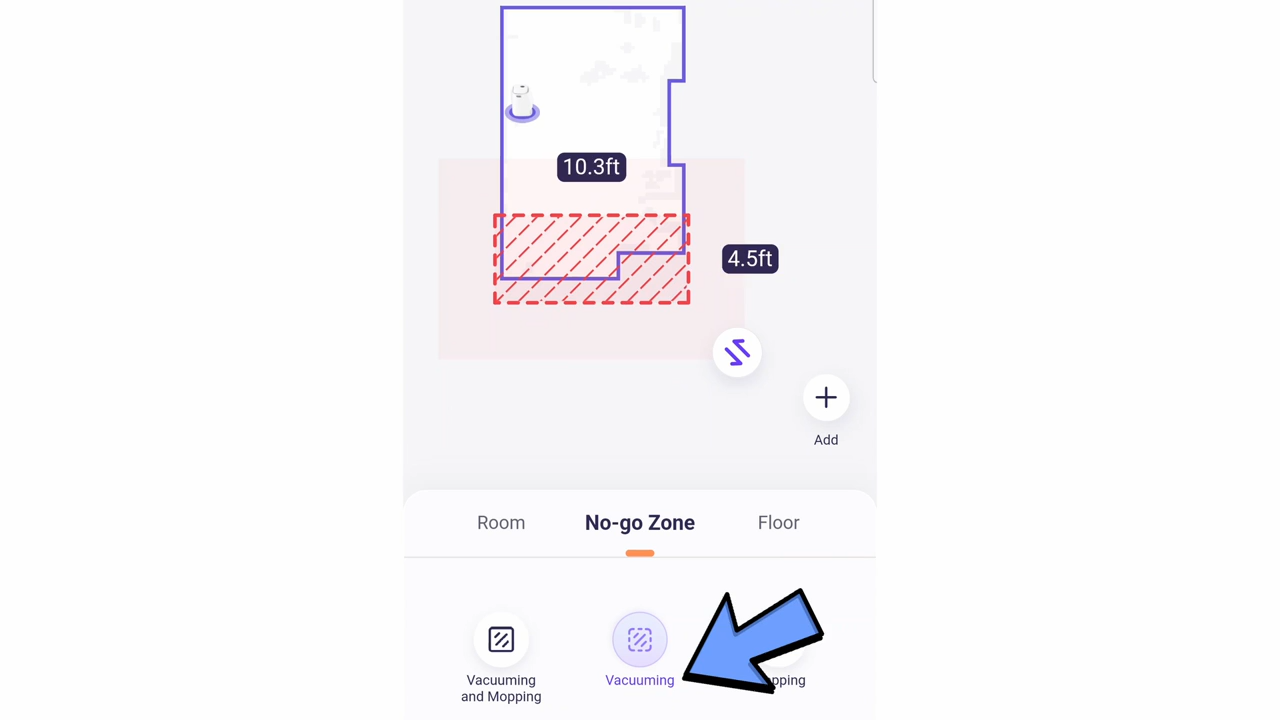 10.3ft
4.5ft
Add
Room
No-go Zone
Floor
Vacuuming
and Mopping
Vacuuming
pping